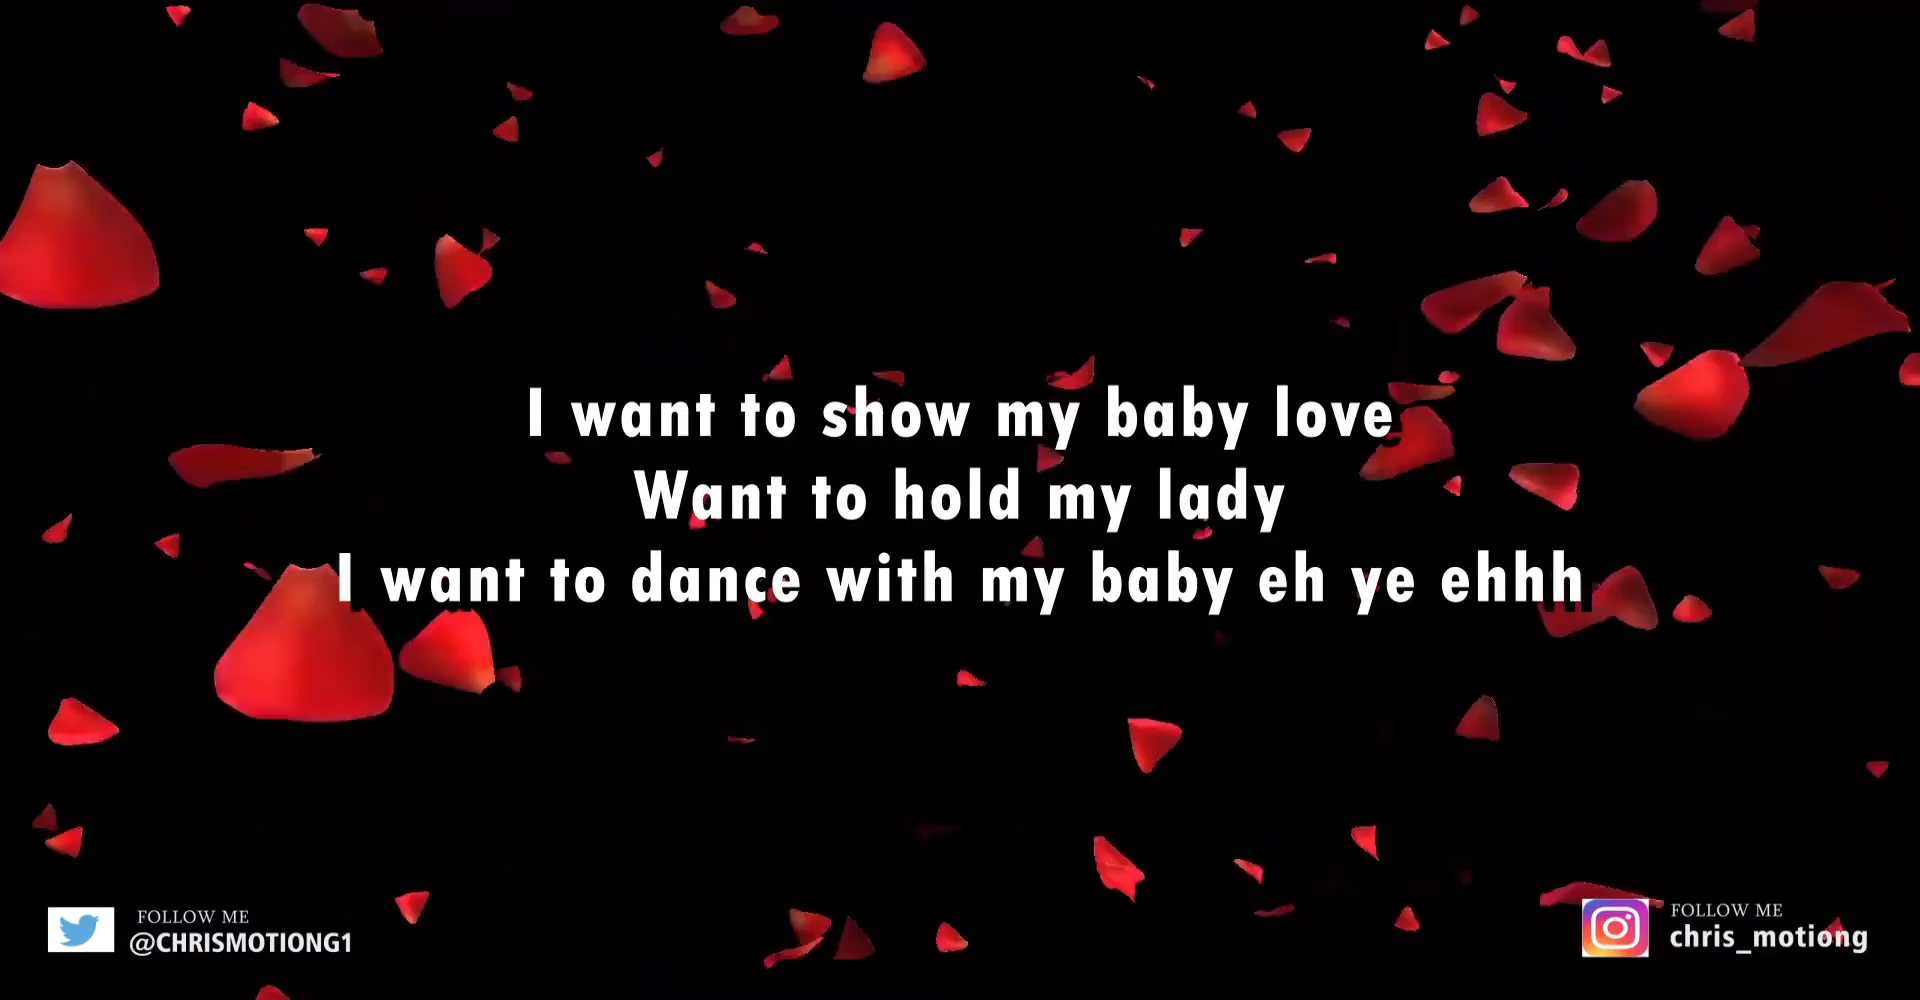 I want to show my baby love
Want to hold my lady
I want to dance with my baby eh ye ehhh
FOLLOW ME
@CHRISMOTIONG1
FOLLOW ME
chris_motiong